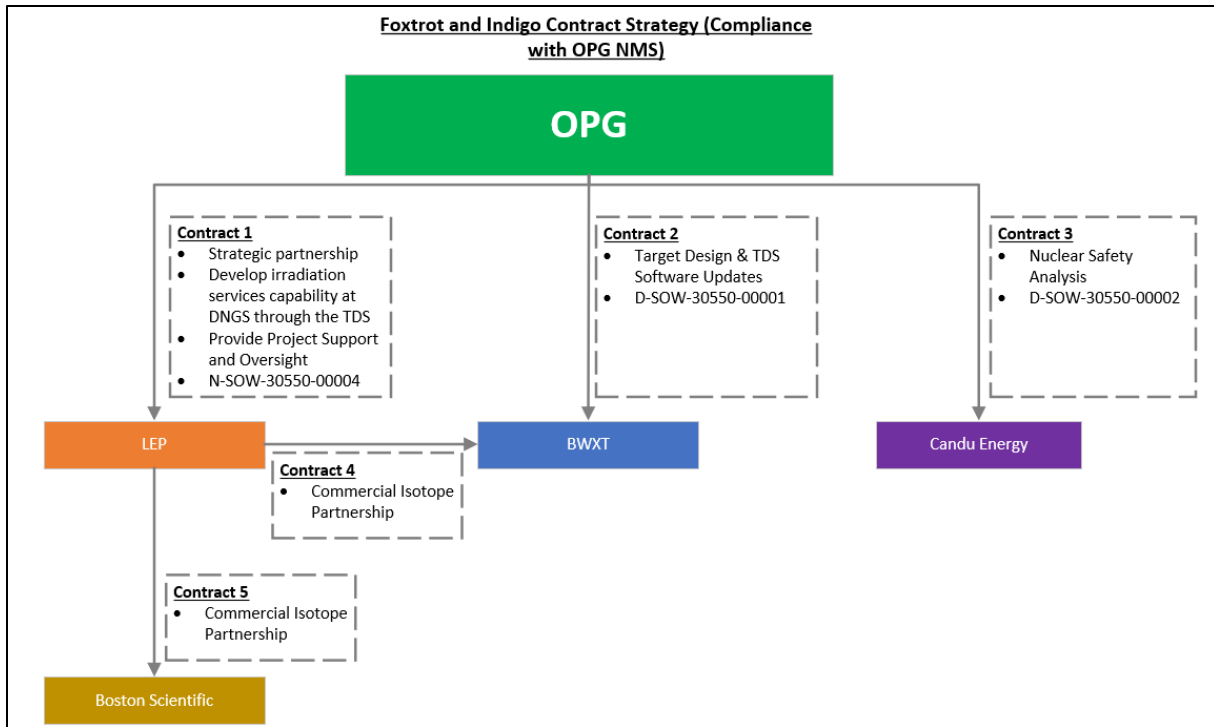 Foxtrot and Indigo Contract Strategy (Compliance
with OPG NMS)
OPG
Contract 1
• Strategic partnership
• Develop irradiation
services capability at
DNGS through the TDS
• Provide Project Support
and Oversight
• N-SOW-30550-00004
Contract 2
• Target Design & TDS
Software Updates
• D-SOW-30550-00001
Contract 3
• Nuclear Safety
Analysis
• D-SOW-30550-00002
LEP
BWXT
Candu Energy
Contract 4
• Commercial Isotope
Partnership
Contract 5
• Commercial Isotope
Partnership
Boston Scientific